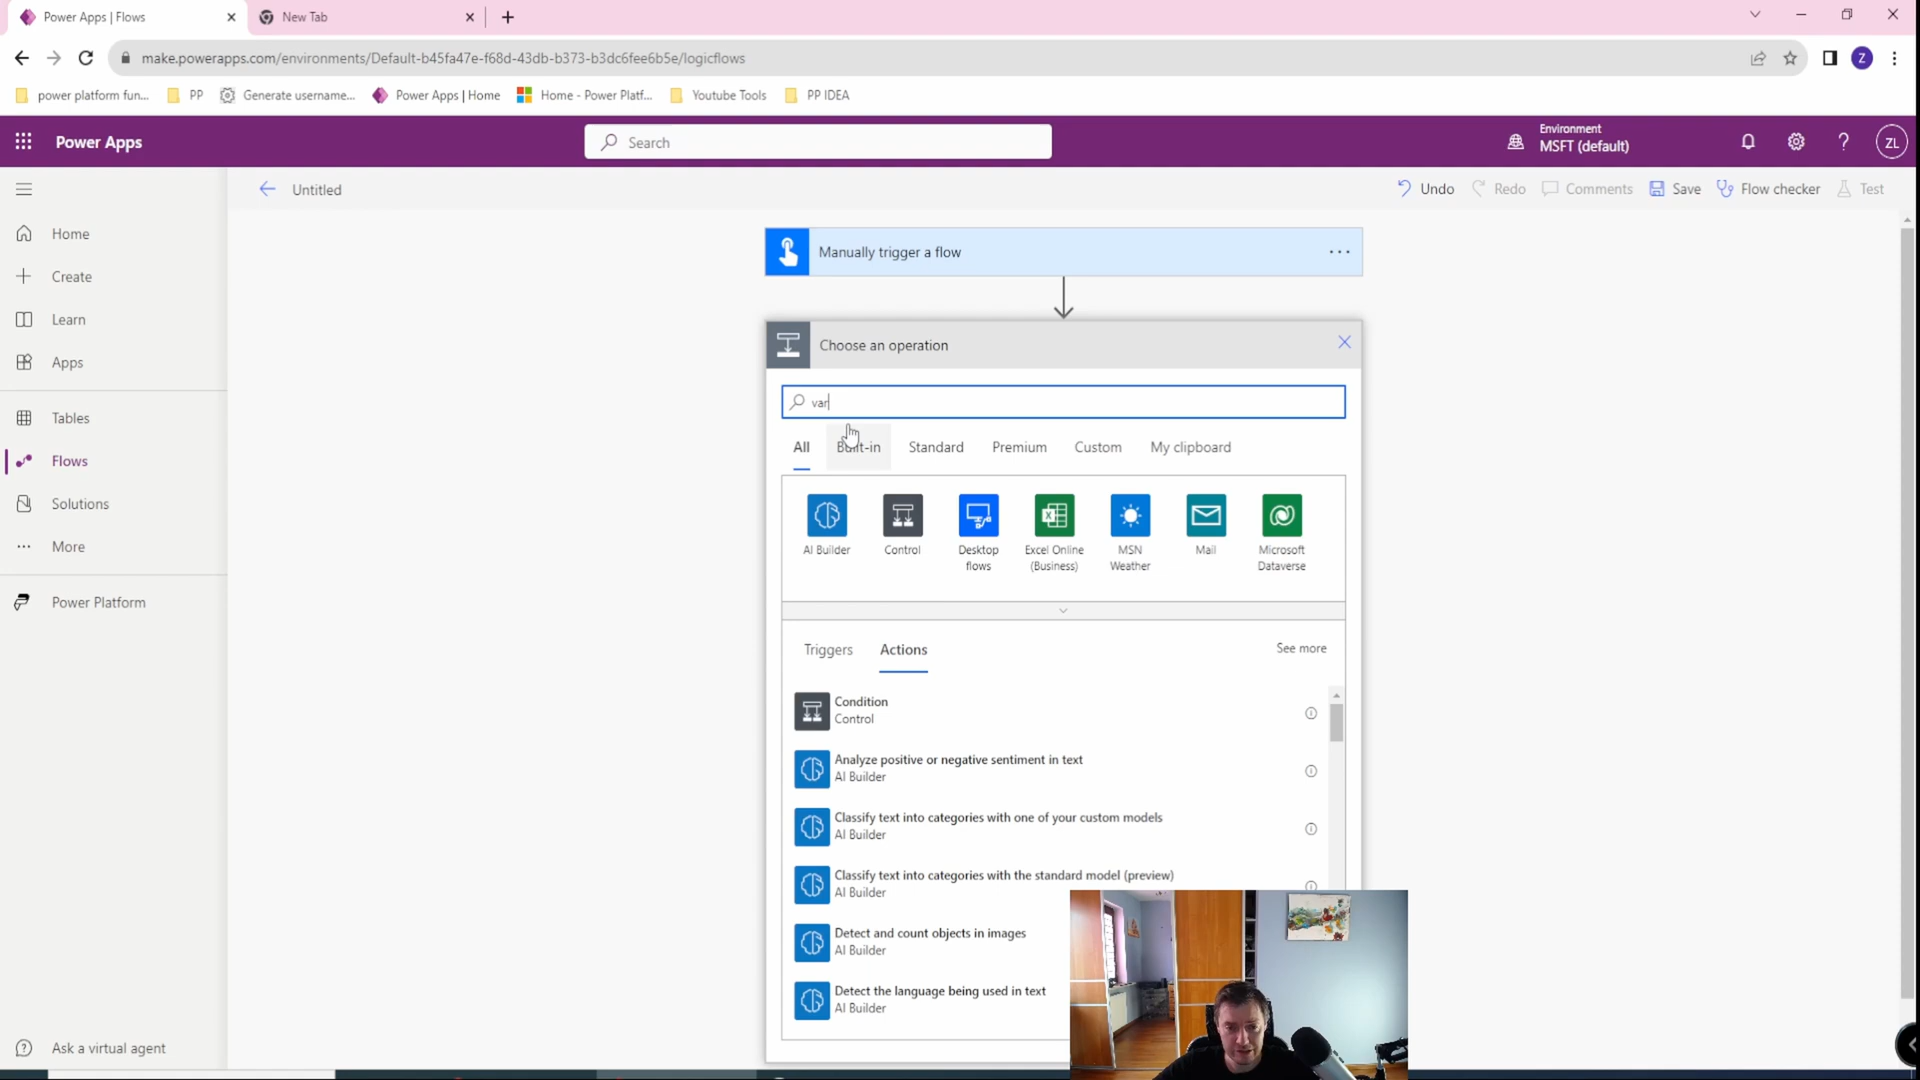 Power Apps | Flows
New Tab
make.powerapps.com/environments/Default-b45fa47e-f68d-43db-b373-b3dc6fee6b5e/logicflows
Z
power platform fun...
PP
Generate username...
Power Apps | Home
Home - Power Platf...
Youtube Tools
PP IDEA
Power Apps
Search
Environment
MSFT (default)
ZL
Untitled
Undo
Redo
Comments
Save
Flow checker
Test
Home
Create
Learn
Apps
Tables
Flows
Solutions
More
Power Platform
Ask a virtual agent
Manually trigger a flow
Choose an operation
var
All
Built-in
Standard
Premium
Custom
My clipboard
AI Builder
Control
Desktop
flows
Excel Online
(Business)
MSN
Weather
Mail
Microsoft
Dataverse
Triggers
Actions
See more
Condition
Control
Analyze positive or negative sentiment in text
AI Builder
Classify text into categories with one of your custom models
AI Builder
Classify text into categories with the standard model (preview)
AI Builder
Detect and count objects in images
AI Builder
Detect the language being used in text
AI Builder